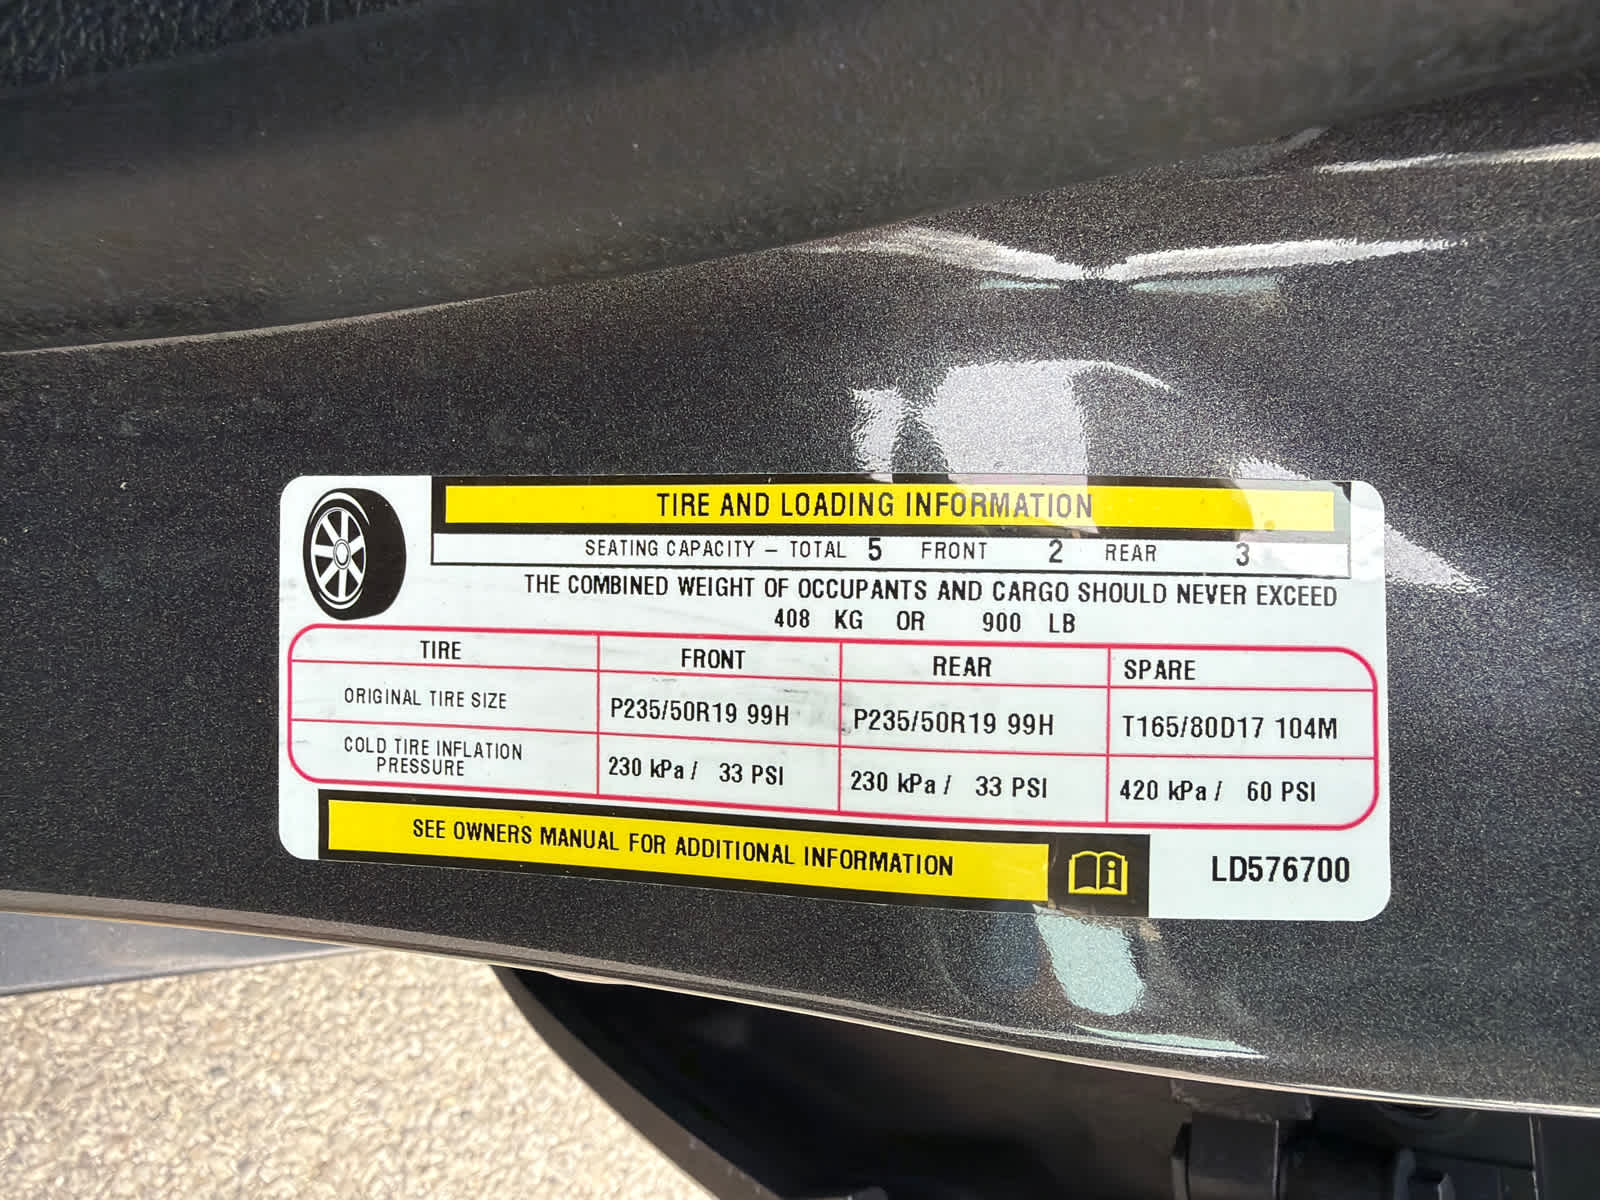 TIRE AND LOADING INFORMATION
SEATING CAPACITY – TOTAL 5 FRONT 2 REAR 3
THE COMBINED WEIGHT OF OCCUPANTS AND CARGO SHOULD NEVER EXCEED
408 KG OR 900 LB
TIRE FRONT REAR SPARE
ORIGINAL TIRE SIZE P235/50R19 99H P235/50R19 99H T165/80D17 104M
COLD TIRE INFLATION
PRESSURE 230 kPa / 33 PSI 230 kPa / 33 PSI 420 kPa / 60 PSI
SEE OWNERS MANUAL FOR ADDITIONAL INFORMATION
LD576700